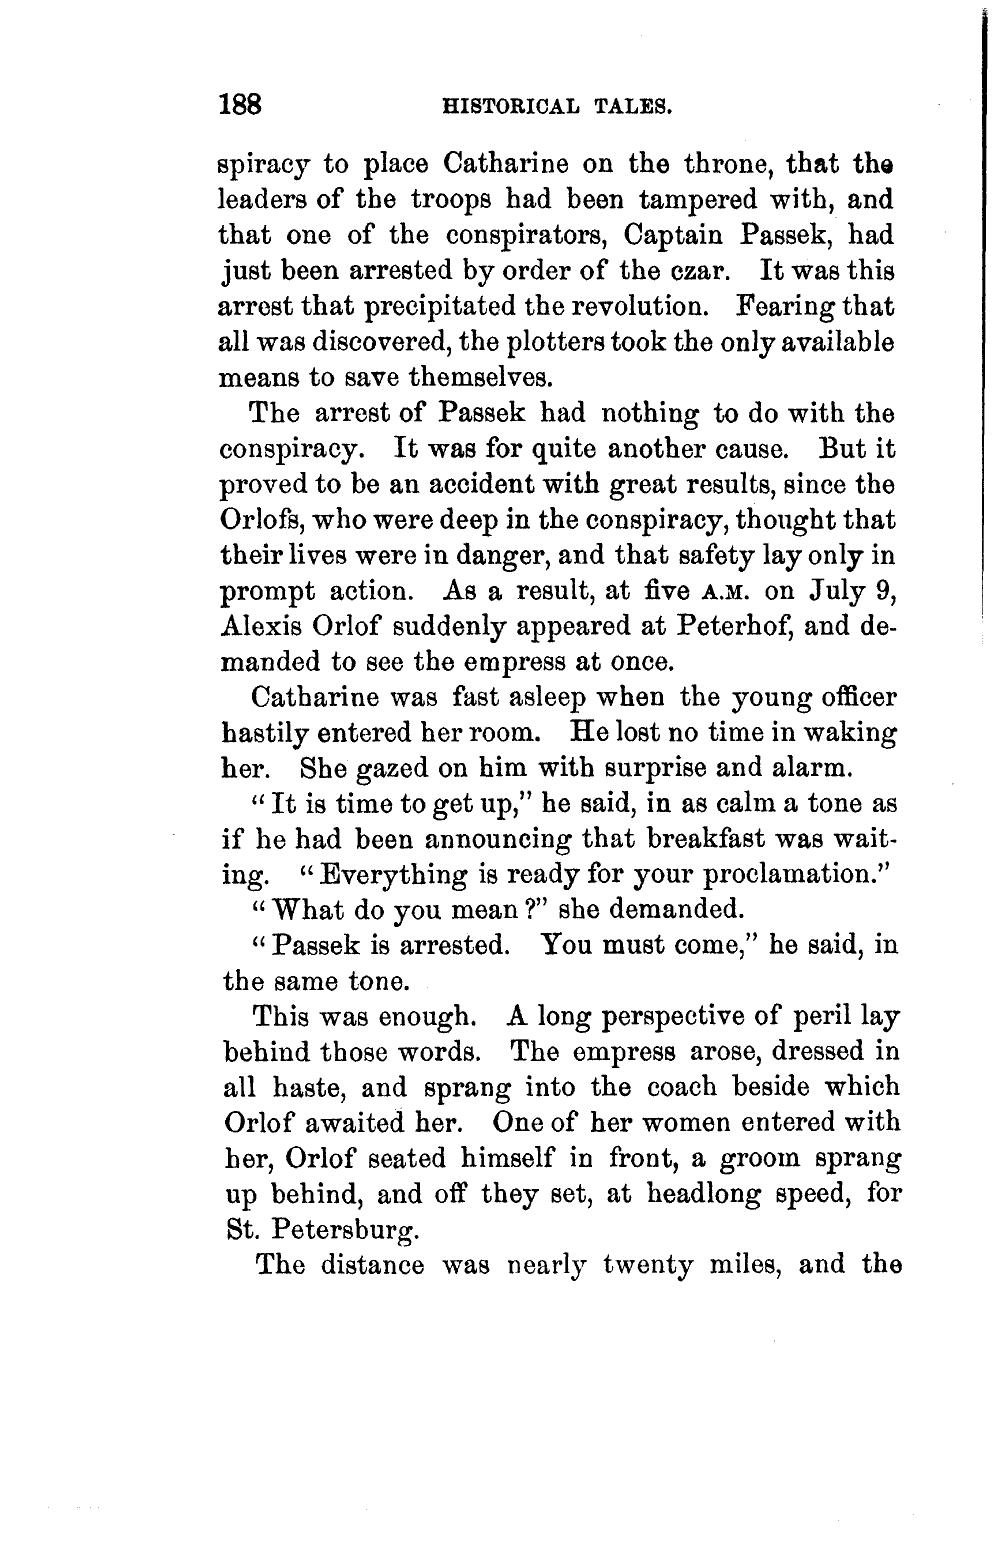 188 HISTORICAL TALES.
spiracy to place Catharine on the throne, that the
leaders of the troops had been tampered with, and
that one of the conspirators, Captain Passek, had
just been arrested by order of the czar. It was this
arrest that precipitated the revolution. Fearing that
all was discovered, the plotters took the only available
means to save themselves.
The arrest of Passek had nothing to do with the
conspiracy. It was for quite another cause. But it
proved to be an accident with great results, since the
Orlofs, who were deep in the conspiracy, thought that
their lives were in danger, and that safety lay only in
prompt action. As a result, at five A.M. on July 9,
Alexis Orlof suddenly appeared at Peterhof, and de-
manded to see the empress at once.
Catharine was fast asleep when the young officer
hastily entered her room. He lost no time in waking
her. She gazed on him with surprise and alarm.
"It is time to get up," he said, in as calm a tone as
if he had been announcing that breakfast was wait-
ing. "Everything is ready for your proclamation."
"What do you mean?" she demanded.
"Passek is arrested. You must come," he said, in
the same tone.
This was enough. A long perspective of peril lay
behind those words. The empress arose, dressed in
all haste, and sprang into the coach beside which
Orlof awaited her. One of her women entered with
her, Orlof seated himself in front, a groom sprang
up behind, and off they set, at headlong speed, for
St. Petersburg.
The distance was nearly twenty miles, and the